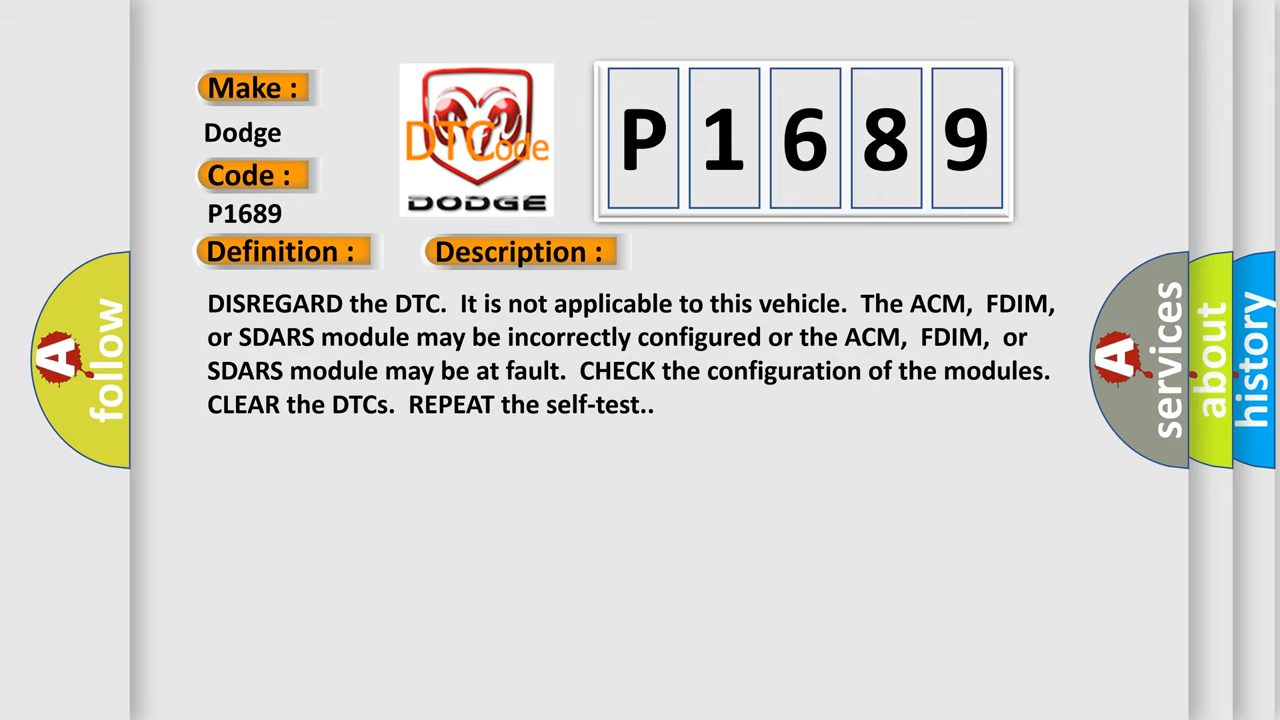 Make :
Dodge
Code :
P1689
DTCode
DODGE
P 1 6 8 9
Definition :
Description :
DISREGARD the DTC  It is not applicable to this vehicle  The ACM,  FDIM,
or SDARS module may be incorrectly configured or the ACM,  FDIM,  or
SDARS module may be at fault  CHECK the configuration of the modules
CLEAR the DTCs  REPEAT the self-test..
A follow
A services
about
history